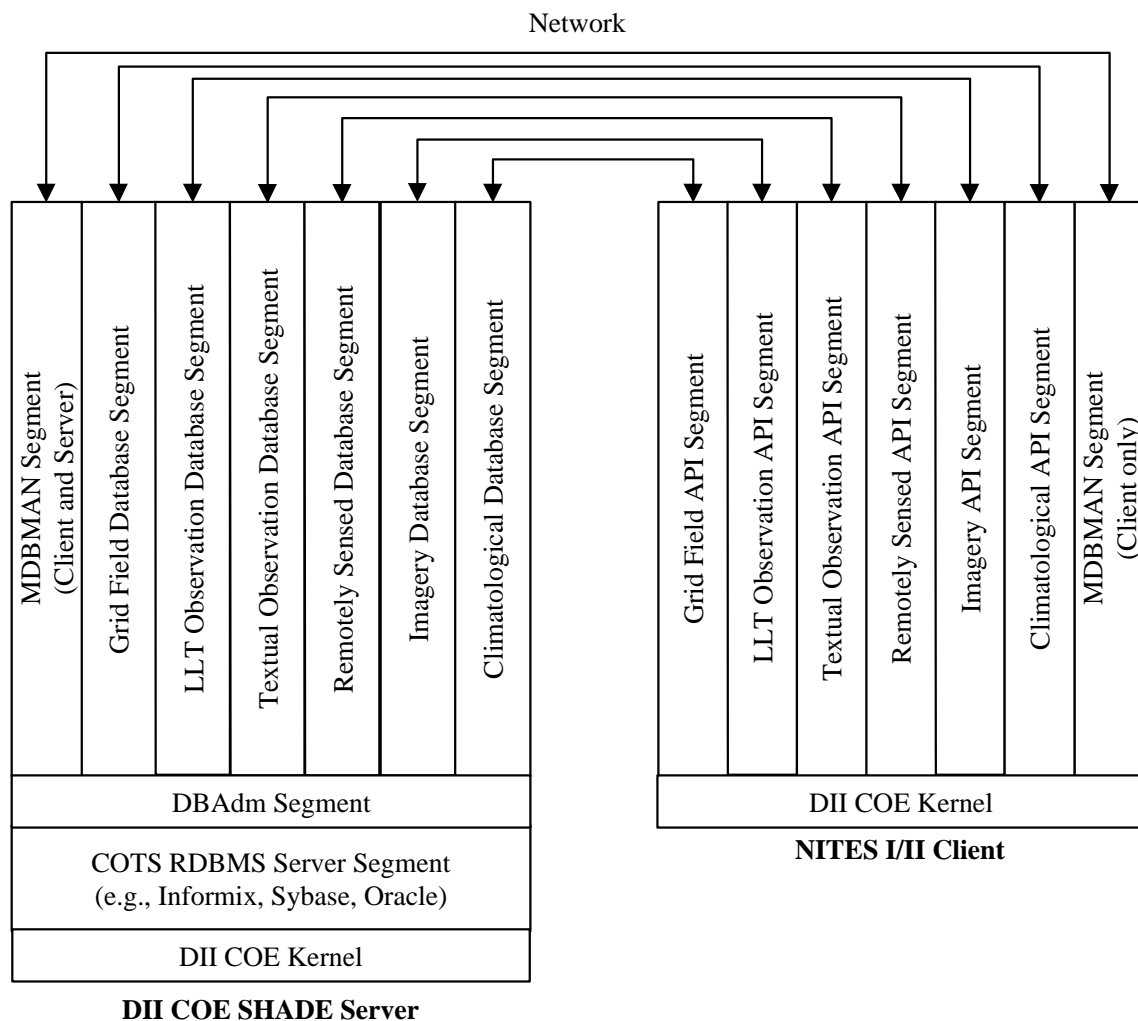 Network
MDBMAN Segment
(Client and Server)
Grid Field Database Segment
LLT Observation Database Segment
Textual Observation Database Segment
Remotely Sensed Database Segment
Imagery Database Segment
Climatological Database Segment
Grid Field API Segment
LLT Observation API Segment
Textual Observation API Segment
Remotely Sensed API Segment
Imagery API Segment
Climatological API Segment
MDBMAN Segment
(Client only)
DBAdm Segment
COTS RDBMS Server Segment
(e.g., Informix, Sybase, Oracle)
DII COE Kernel
DII COE SHADE Server
DII COE Kernel
NITES I/II Client